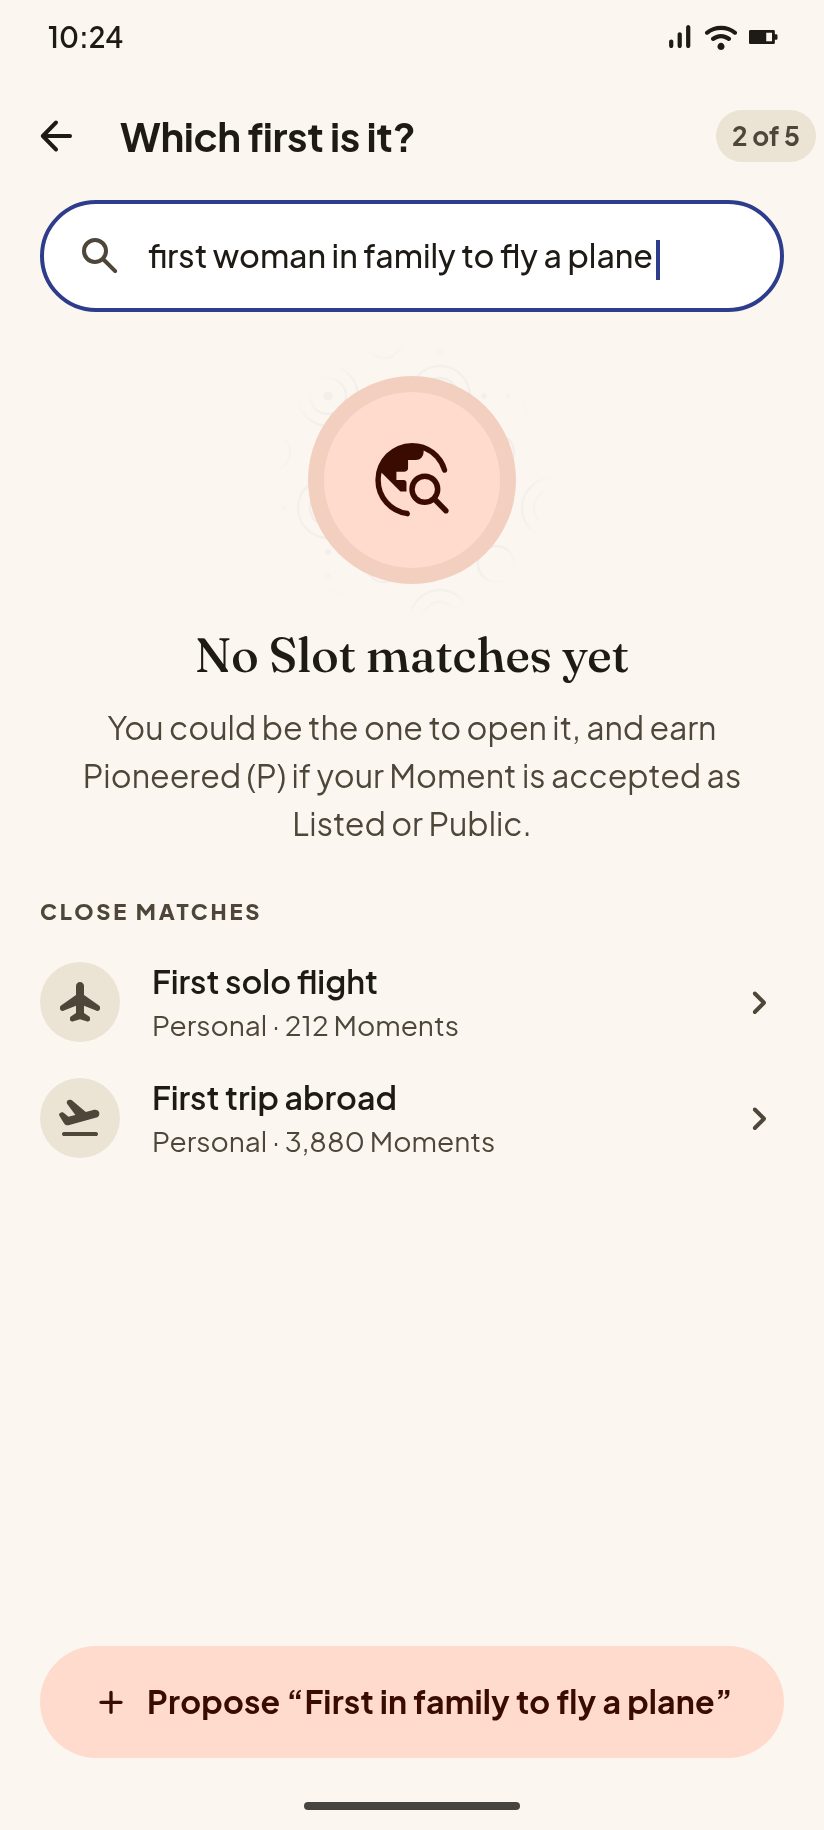 10:24
Which first is it?
2 of 5
first woman in family to fly a plane
No Slot matches yet
You could be the one to open it, and earn
Pioneered (P) if your Moment is accepted as
Listed or Public.
CLOSE MATCHES
First solo flight
Personal · 212 Moments
First trip abroad
Personal · 3,880 Moments
+ Propose “First in family to fly a plane”